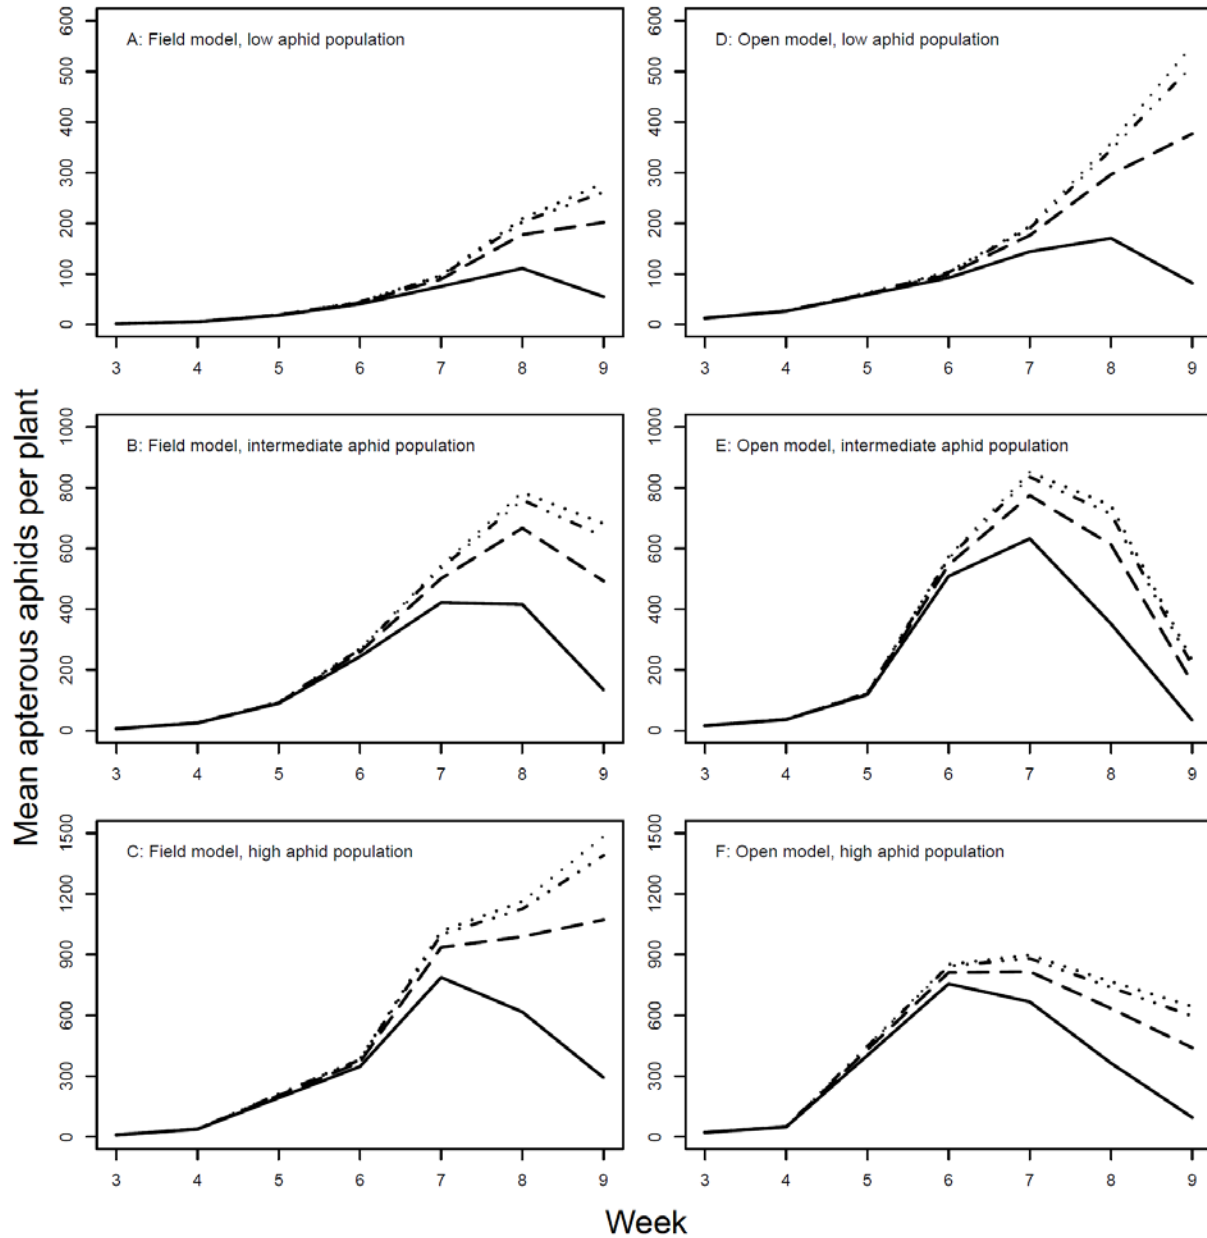 Mean apterous aphids per plant
A: Field model, low aphid population
600
500
400
300
200
100
0
3 4 5 6 7 8 9
D: Open model, low aphid population
600
500
400
300
200
100
0
3 4 5 6 7 8 9
B: Field model, intermediate aphid population
1000
800
600
400
200
0
3 4 5 6 7 8 9
E: Open model, intermediate aphid population
1000
800
600
400
200
0
3 4 5 6 7 8 9
C: Field model, high aphid population
1500
1200
900
600
300
0
3 4 5 6 7 8 9
F: Open model, high aphid population
1500
1200
900
600
300
0
3 4 5 6 7 8 9
Week